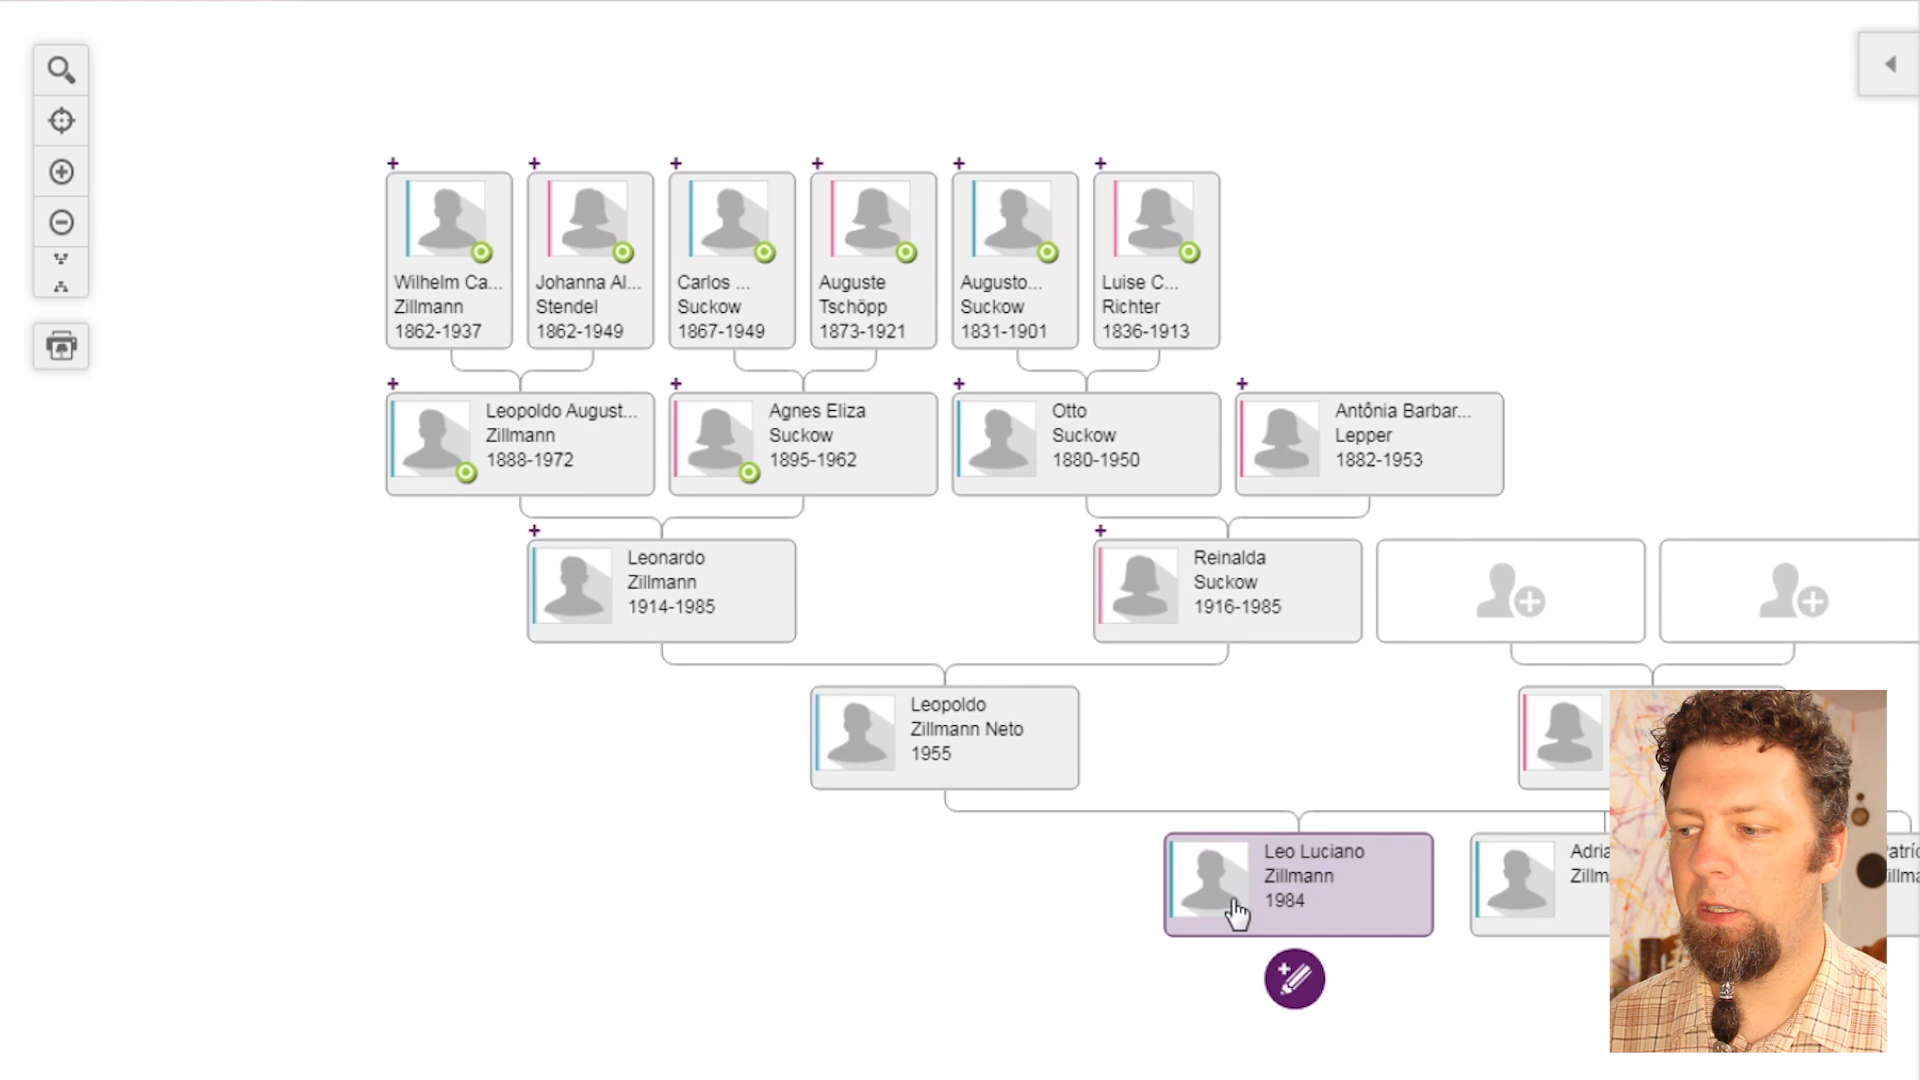 Wilhelm Ca...
Zillmann
1862-1937
Johanna Al...
Stendel
1862-1949
Carlos ...
Suckow
1867-1949
Auguste
Tschöpp
1873-1921
Augusto...
Suckow
1831-1901
Luise C...
Richter
1836-1913
Leopoldo August...
Zillmann
1888-1972
Agnes Eliza
Suckow
1895-1962
Otto
Suckow
1880-1950
Antônia Barbar...
Lepper
1882-1953
Leonardo
Zillmann
1914-1985
Reinalda
Suckow
1916-1985
Leopoldo
Zillmann Neto
1955
Leo Luciano
Zillmann
1984
Adria
Zillm